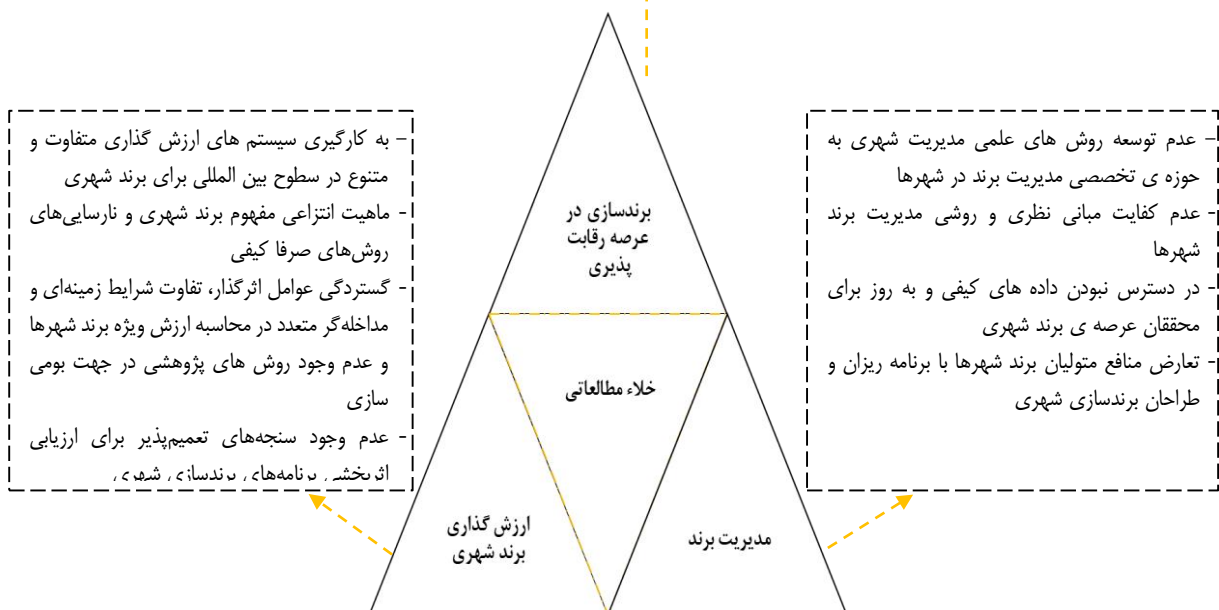 - عدم توسعه روش های علمی مدیریت شهری به
حوزه ی تخصصی مدیریت برند در شهرها
- عدم کفایت مبانی نظری و روشی مدیریت برند
شهرها
- در دسترس نبودن داده های کیفی و به روز برای
محققان عرصه ی برند شهری
- تعارض منافع متولیان برند شهرها با برنامه ریزان و
طراحان برندسازی شهری
برندسازی در
عرصه رقابت
پذیری
خلاء مطالعاتی
مدیریت برند
ارزش گذاری
برند شهری
- به کارگیری سیستم های ارزش گذاری متفاوت و
متنوع در سطوح بین المللی برای برند شهری
- ماهیت انتزاعی مفهوم برند شهری و نارسایی‌های
روش‌های صرفا کیفی
- گستردگی عوامل اثرگذار، تفاوت شرایط زمینه‌ای و
مداخله‌گر متعدد در محاسبه ارزش ویژه برند شهرها
و عدم وجود روش های پژوهشی در جهت بومی
سازی
- عدم وجود سنجه‌های تعمیم‌پذیر برای ارزیابی
اثربخشی برنامه‌های برندسازی شهری